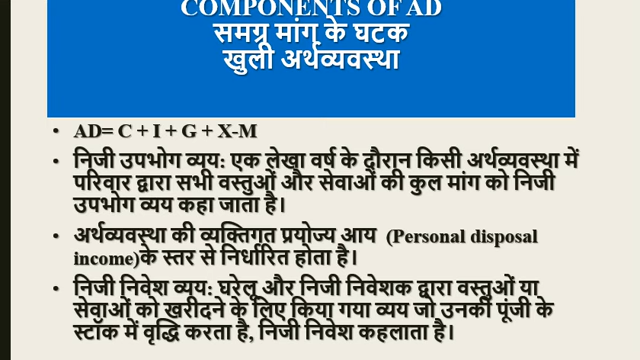 COMPONENTS OF AD
समग्र मांग के घटक
खुली अर्थव्यवस्था
• AD= C + I + G + X-M
• निजी उपभोग व्यय: एक लेखा वर्ष के दौरान किसी अर्थव्यवस्था में
परिवार द्वारा सभी वस्तुओं और सेवाओं की कुल मांग को निजी
उपभोग व्यय कहा जाता है।
• अर्थव्यवस्था की व्यक्तिगत प्रयोज्य आय (Personal disposal
income)के स्तर से निर्धारित होता है।
• निजी निवेश व्यय: घरेलू और निजी निवेशक द्वारा वस्तुओं या
सेवाओं को खरीदने के लिए किया गया व्यय जो उनकी पूंजी के
स्टॉक में वृद्धि करता है, निजी निवेश कहलाता है।